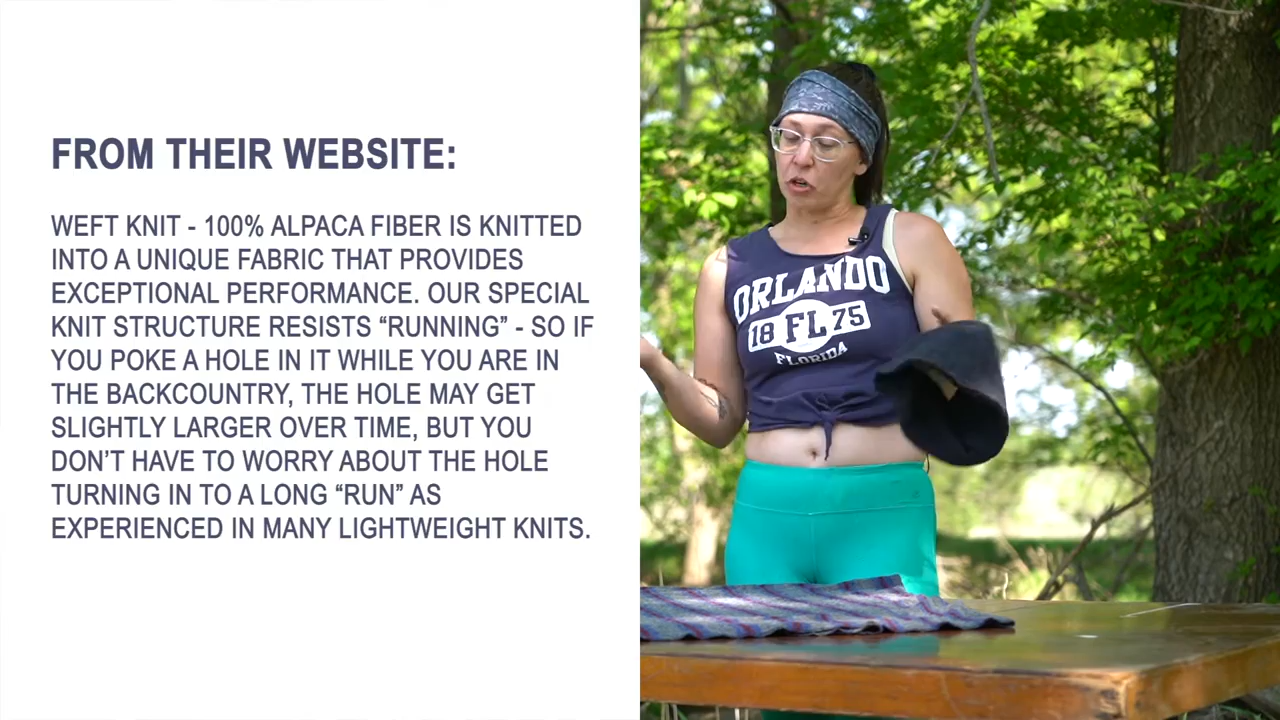 FROM THEIR WEBSITE:
WEFT KNIT - 100% ALPACA FIBER IS KNITTED
INTO A UNIQUE FABRIC THAT PROVIDES
EXCEPTIONAL PERFORMANCE. OUR SPECIAL
KNIT STRUCTURE RESISTS “RUNNING” - SO IF
YOU POKE A HOLE IN IT WHILE YOU ARE IN
THE BACKCOUNTRY, THE HOLE MAY GET
SLIGHTLY LARGER OVER TIME, BUT YOU
DON’T HAVE TO WORRY ABOUT THE HOLE
TURNING IN TO A LONG “RUN” AS
EXPERIENCED IN MANY LIGHTWEIGHT KNITS.
ORLANDO
18 FL 75
FLORIDA